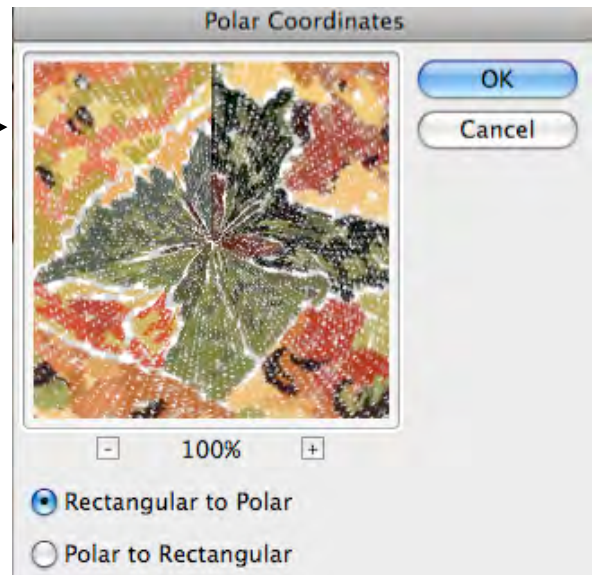 Polar Coordinates
OK
Cancel
- 100% +
Rectangular to Polar
Polar to Rectangular